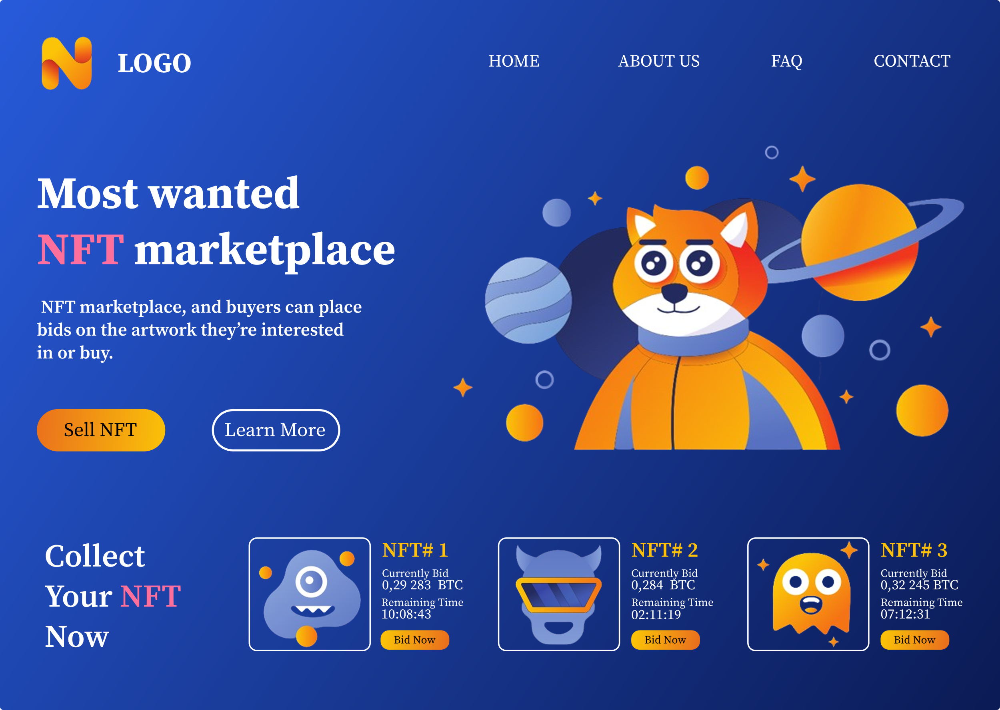 LOGO
HOME
ABOUT US
FAQ
CONTACT
Most wanted
NFT marketplace
NFT marketplace, and buyers can place
bids on the artwork they’re interested
in or buy.
Sell NFT
Learn More
Collect
Your NFT
Now
NFT# 1
Currently Bid
0,29 283  BTC
Remaining Time
10:08:43
Bid Now
NFT# 2
Currently Bid
0,284  BTC
Remaining Time
02:11:19
Bid Now
NFT# 3
Currently Bid
0,32 245 BTC
Remaining Time
07:12:31
Bid Now